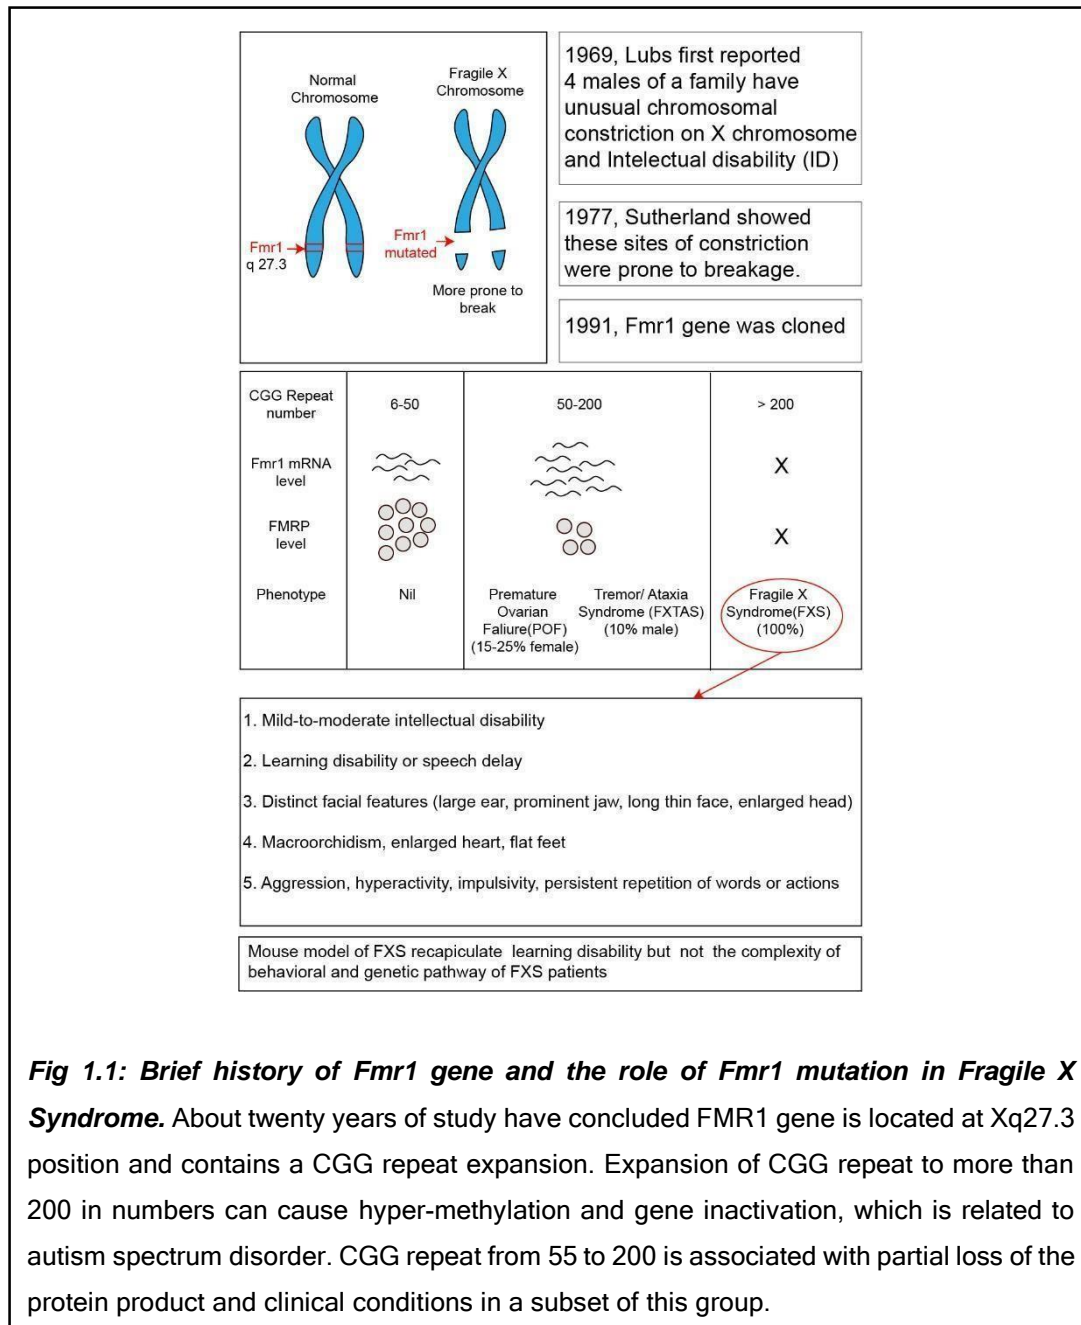 Normal
Chromosome
Fragile X
Chromosome
Fmr1
q 27.3
Fmr1
mutated
More prone to
break
1969, Lubs first reported
4 males of a family have
unusual chromosomal
constriction on X chromosome
and Intelectual disability (ID)
1977, Sutherland showed
these sites of constriction
were prone to breakage.
1991, Fmr1 gene was cloned
CGG Repeat
number
6-50
50-200
> 200
Fmr1 mRNA
level
X
FMRP
level
X
Phenotype
Nil
Premature
Ovarian
Faliure(POF)
(15-25% female)
Tremor/ Ataxia
Syndrome (FXTAS)
(10% male)
Fragile X
Syndrome(FXS)
(100%)
1. Mild-to-moderate intellectual disability
2. Learning disability or speech delay
3. Distinct facial features (large ear, prominent jaw, long thin face, enlarged head)
4. Macroorchidism, enlarged heart, flat feet
5. Aggression, hyperactivity, impulsivity, persistent repetition of words or actions
Mouse model of FXS recapiculate learning disability but not the complexity of
behavioral and genetic pathway of FXS patients
Fig 1.1: Brief history of Fmr1 gene and the role of Fmr1 mutation in Fragile X
Syndrome. About twenty years of study have concluded FMR1 gene is located at Xq27.3
position and contains a CGG repeat expansion. Expansion of CGG repeat to more than
200 in numbers can cause hyper-methylation and gene inactivation, which is related to
autism spectrum disorder. CGG repeat from 55 to 200 is associated with partial loss of the
protein product and clinical conditions in a subset of this group.